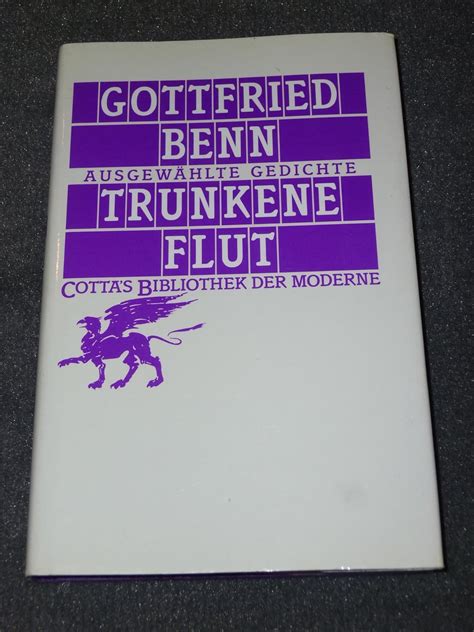 GOTTFRIED
BENN
AUSGEWÄHLTE GEDICHTE
TRUNKENE
FLUT
COTTA'S BIBLIOTHEK DER MODERNE